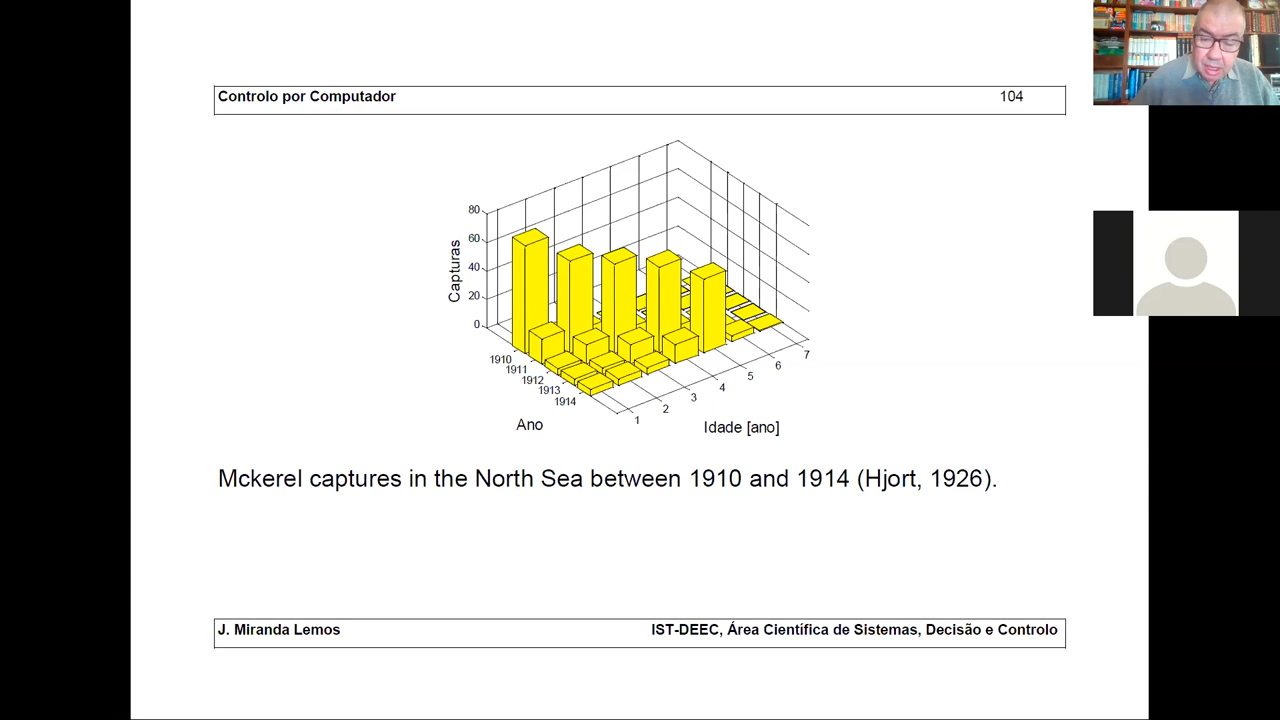 Controlo por Computador 104
80
60
40
20
0
Capturas
1910
1911
1912
1913
1914
Ano
1
2
3
4
5
6
7
Idade [ano]
Mckerel captures in the North Sea between 1910 and 1914 (Hjort, 1926).
J. Miranda Lemos IST-DEEC, Área Científica de Sistemas, Decisão e Controlo